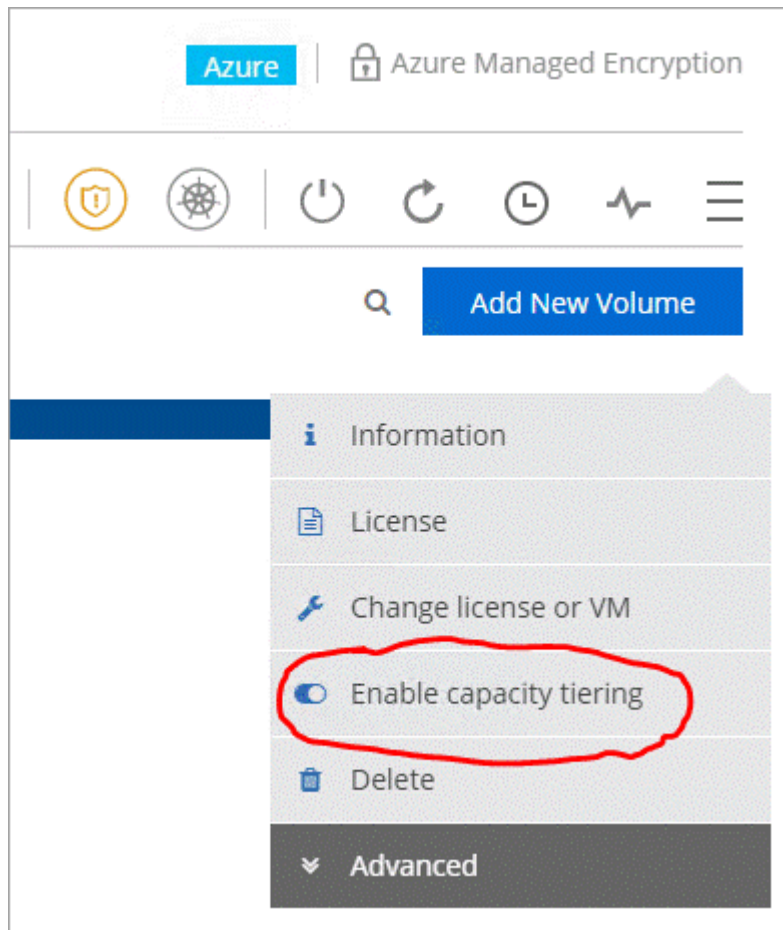 Azure
Azure Managed Encryption
Add New Volume
Information
License
Change license or VM
Enable capacity tiering
Delete
Advanced